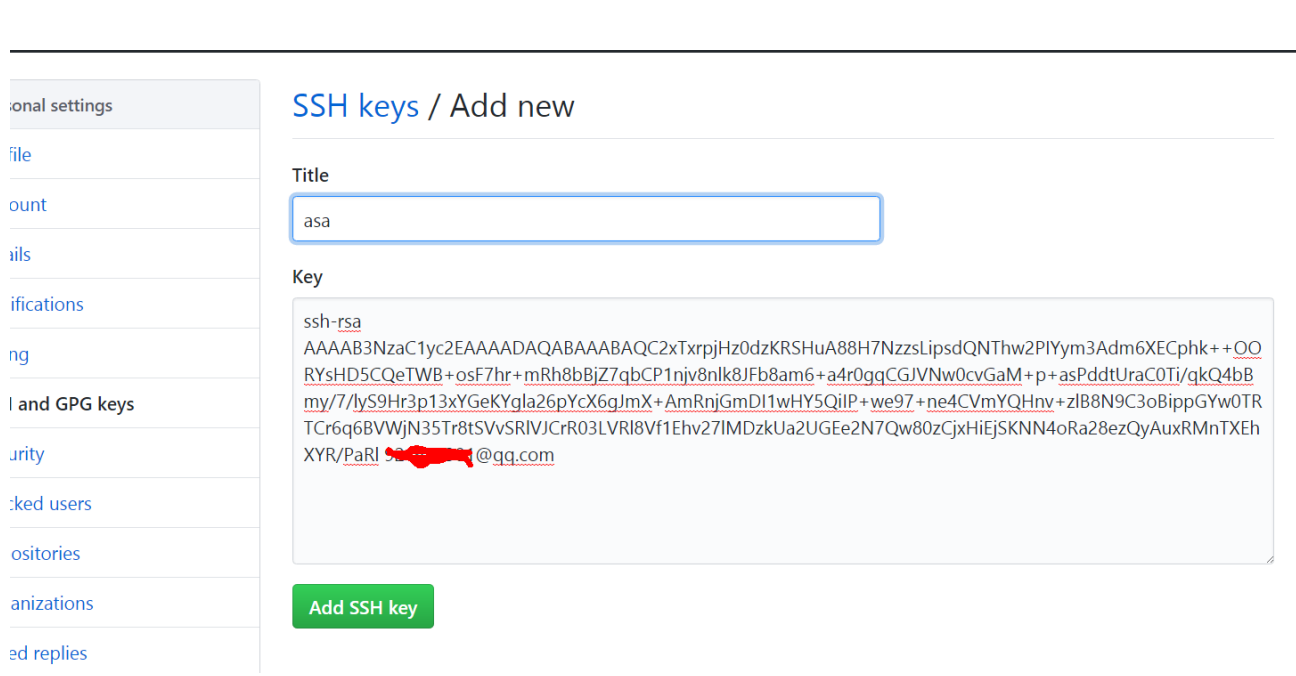 SSH keys / Add new
sonal settings
file
ount
ails
ifications
ng
l and GPG keys
urity
cked users
ositories
anizations
ed replies
Title
asa
Key
ssh-rsa
AAAAB3NzaC1yc2EAAAADAQABAAABAQC2xTxrpjHz0dzKRSHuA88H7NzzsLipsdQNThw2PIYym3Adm6XECphk++OO
RYsHD5CQeTWB+osF7hr+mRh8bBjZ7qbCP1njv8nlk8JFb8am6+a4r0gqCGJVNw0cvGaM+p+asPddtUraC0Ti/qkQ4bB
my/7/lyS9Hr3p13xYGeKYgla26pYcX6gJmX+AmRnjGmDI1wHY5QiIP+we97+ne4CVmYQHnv+zlB8N9C3oBippGYw0TR
TCr6q6BVWjN35Tr8tSVvSRlVJCrR03LVRl8Vf1Ehv27lMDzkUa2UGEe2N7Qw80zCjxHiEjSKNN4oRa28ezQyAuxRMnTXEh
XYR/PaRl @qq.com
Add SSH key